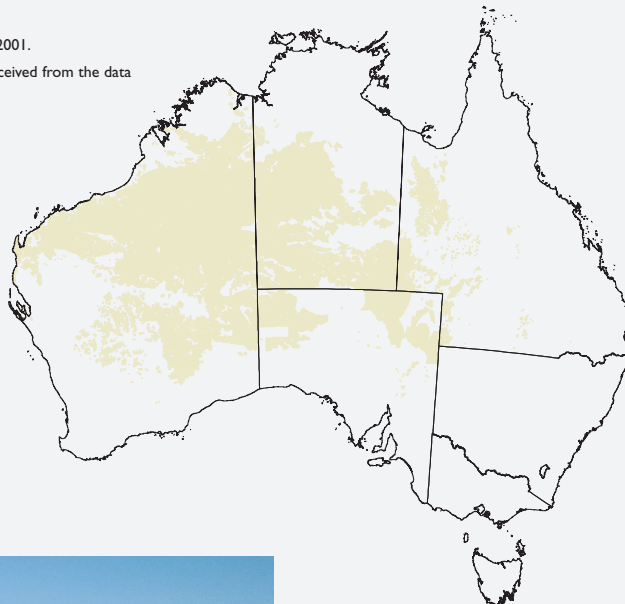 2001.
ceived from the data